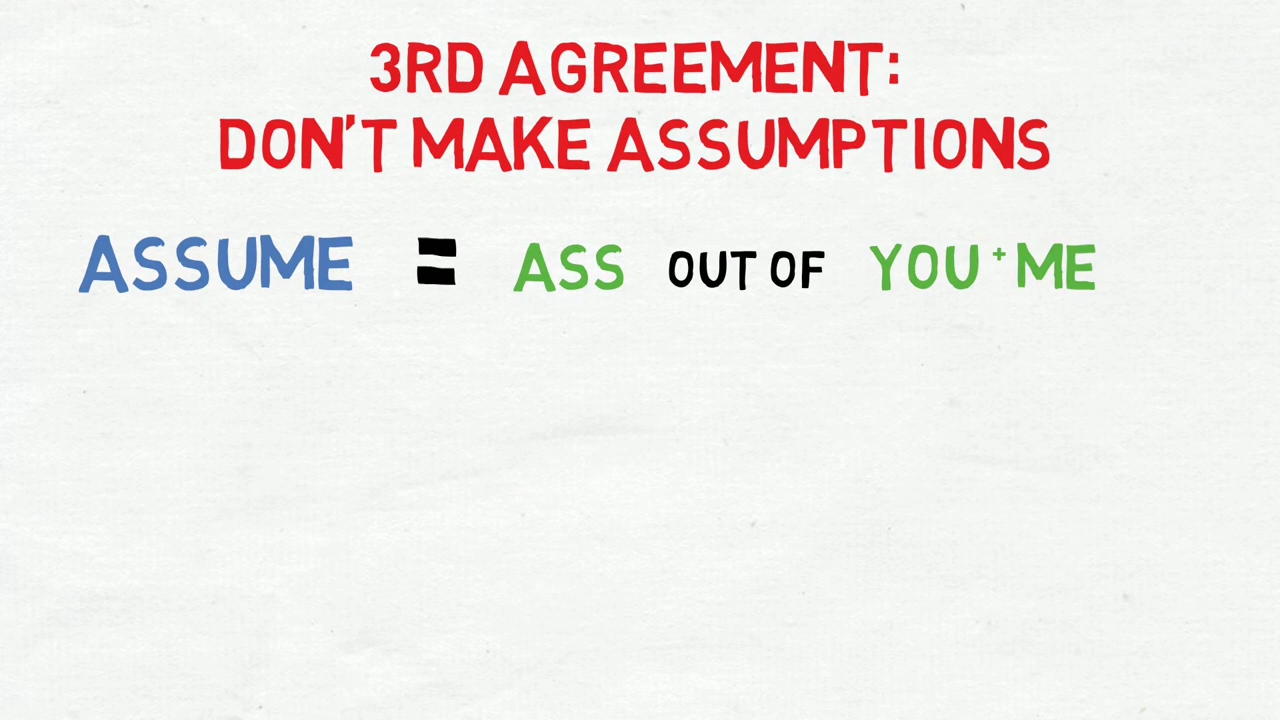 3RD AGREEMENT:
DON'T MAKE ASSUMPTIONS
ASSUME = ASS OUT OF YOU + ME